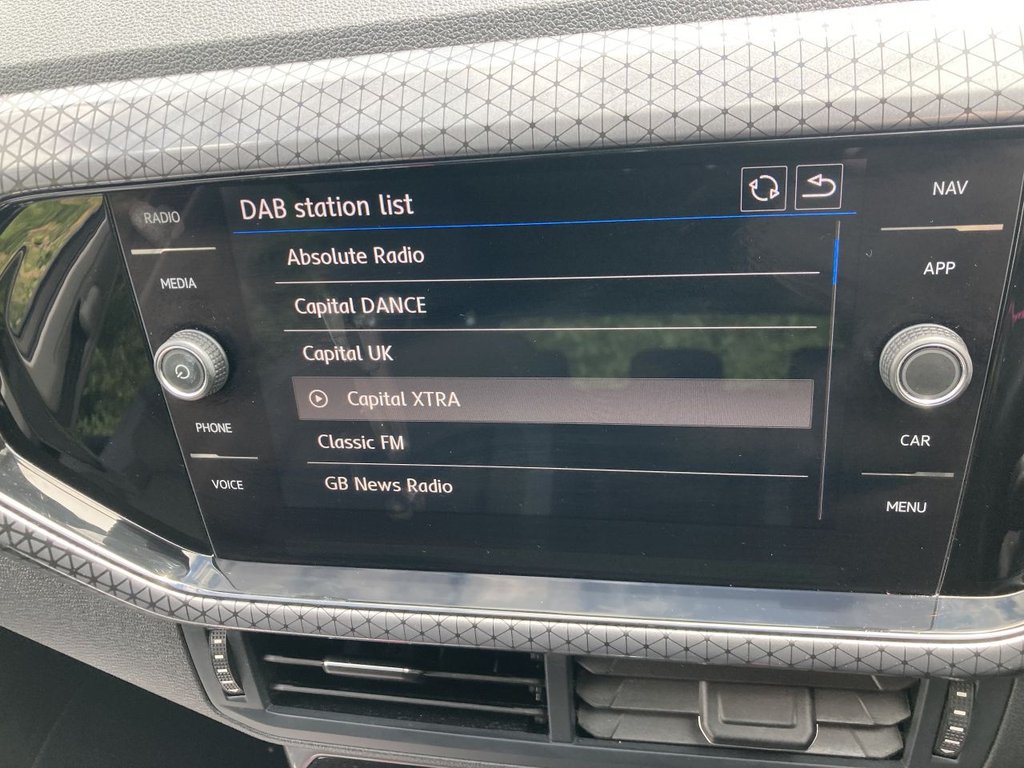 RADIO
MEDIA
PHONE
VOICE
DAB station list
Absolute Radio
Capital DANCE
Capital UK
Capital XTRA
Classic FM
GB News Radio
NAV
APP
CAR
MENU